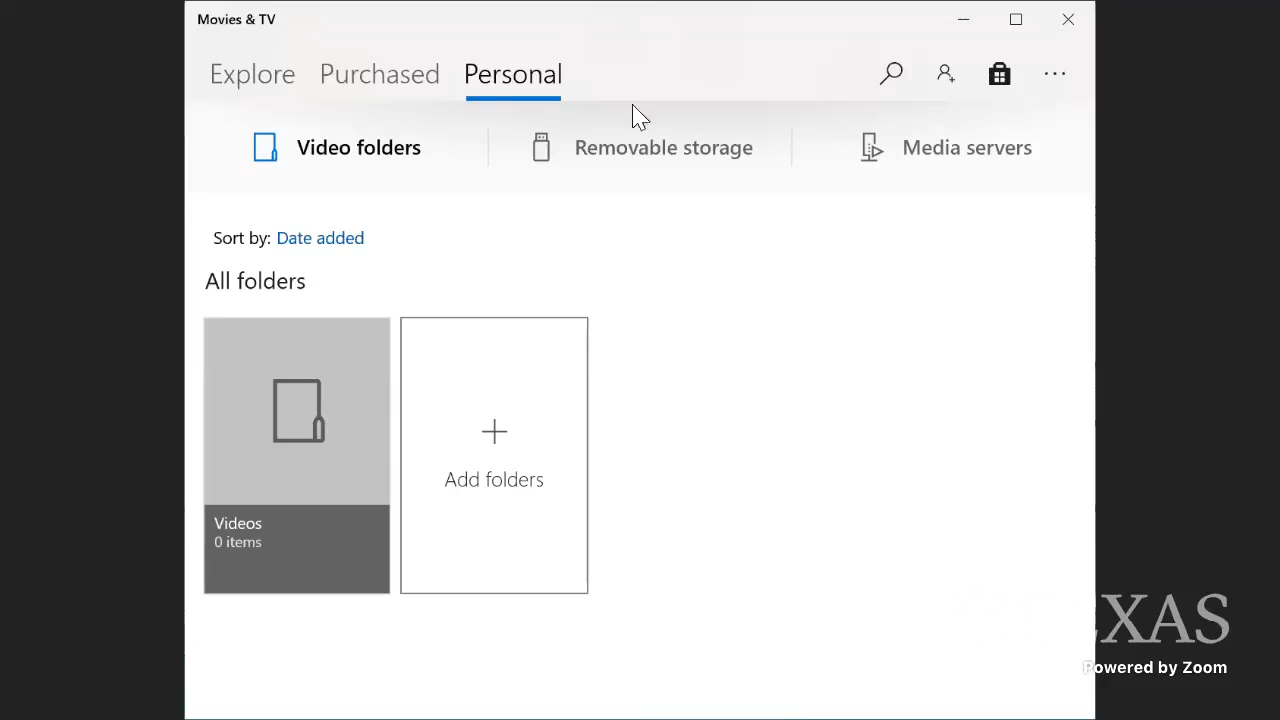 Movies & TV
Explore Purchased Personal
Video folders Removable storage Media servers
Sort by: Date added
All folders
Add folders
Videos
0 items
EXAS
Powered by Zoom